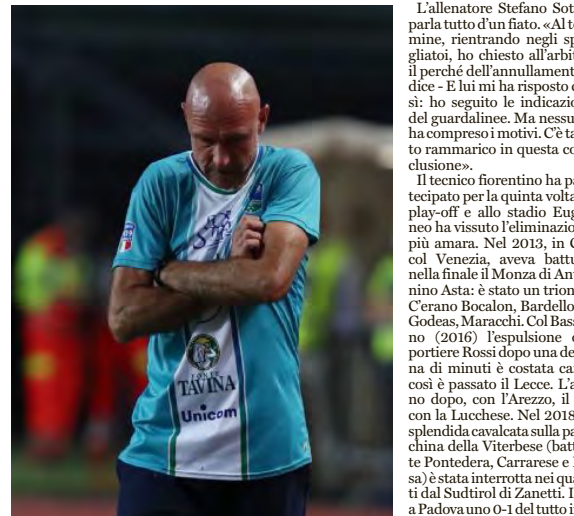 L'allenatore Stefano Sott
parla tutto d'un fiato. «Al te
mine, rientrando negli sp
gliatoi, ho chiesto all'arbit
il perché dell'annullament
dice - E lui mi ha risposto c
sì: ho seguito le indicazio
del guardalinee. Ma nessu
ha compreso i motivi. C'è ta
to rammarico in questa co
clusione».
Il tecnico fiorentino ha pa
tecipato per la quinta volta
play-off e allo stadio Eug
neo ha vissuto l'eliminazio
più amara. Nel 2013, in C
col Venezia, aveva battu
nella finale il Monza di Ant
nino Asta: è stato un trion
C'erano Bocalon, Bardello
Godeas, Maracchi. Col Bass
no (2016) l'espulsione d
portiere Rossi dopo una de
na di minuti è costata car
così è passato il Lecce. L'a
no dopo, con l'Arezzo, il
con la Lucchese. Nel 2018
splendida cavalcata sulla pa
china della Viterbese (batt
te Pontedera, Carrarese e
sa) è stata interrotta nei qua
ti dal Sudtirol di Zanetti. I
a Padova uno 0-1 del tutto i
TAVINA
Unicom